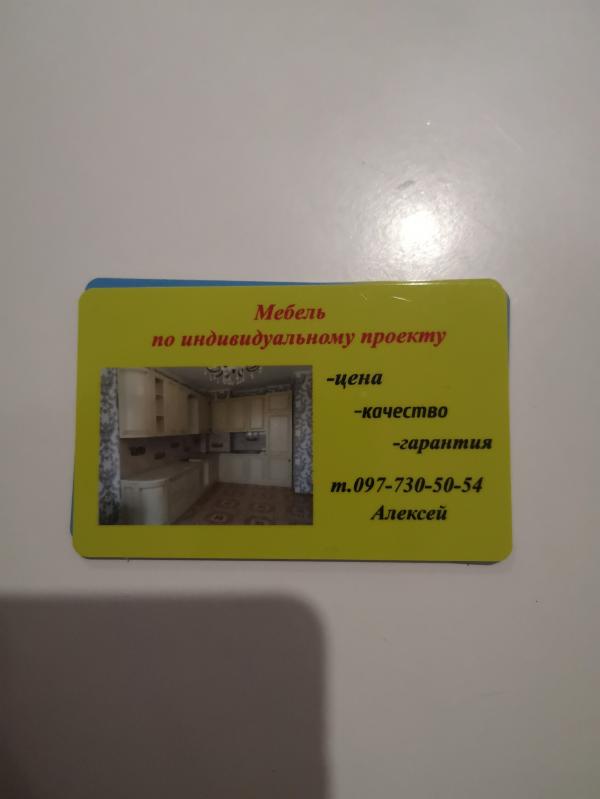 Мебель
по индивидуальному проекту
-цена
-качество
-гарантия
т.097-730-50-54
Алексей